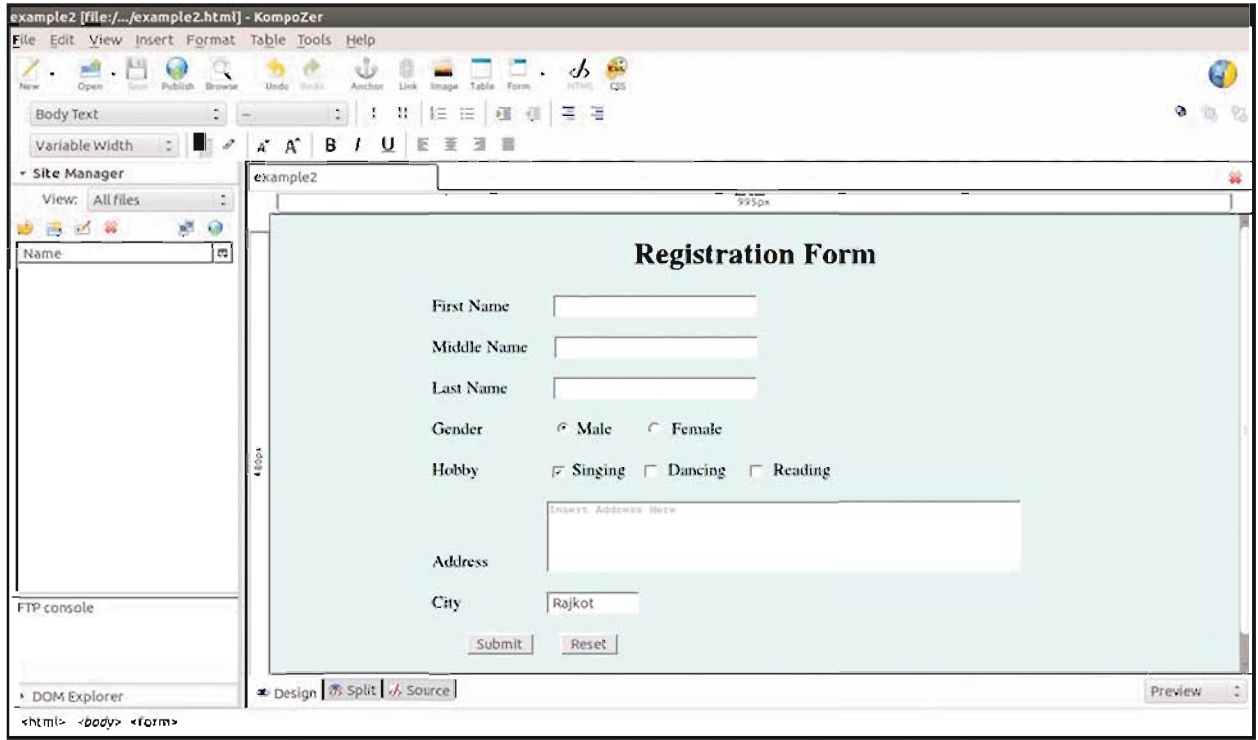 example2 [file:/.../example2.html] - KompoZer
File Edit View Insert Format Table Tools Help
New Open Save Publish Browse Undo Redo Anchor Link Image Table Form HTML CSS
Body Text
Variable Width B I U
Site Manager
example2
View: All files
995px
Name
Registration Form
First Name
Middle Name
Last Name
Gender Male Female
480px
Hobby Singing Dancing Reading
Insert Address Here
Address
City Rajkot
FTP console
Submit Reset
DOM Explorer
Design Split Source Preview
<html> <body> <form>